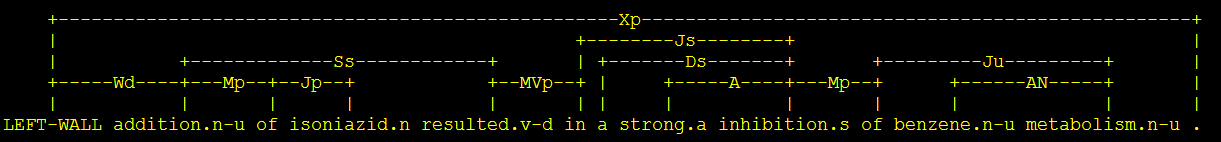 Xp
Js
Ss Ds Ju
Wd Mp Jp MVp A Mp AN
LEFT-WALL addition.n-u of isoniazid.n resulted.v-d in a strong.a inhibition.s of benzene.n-u metabolism.n-u .